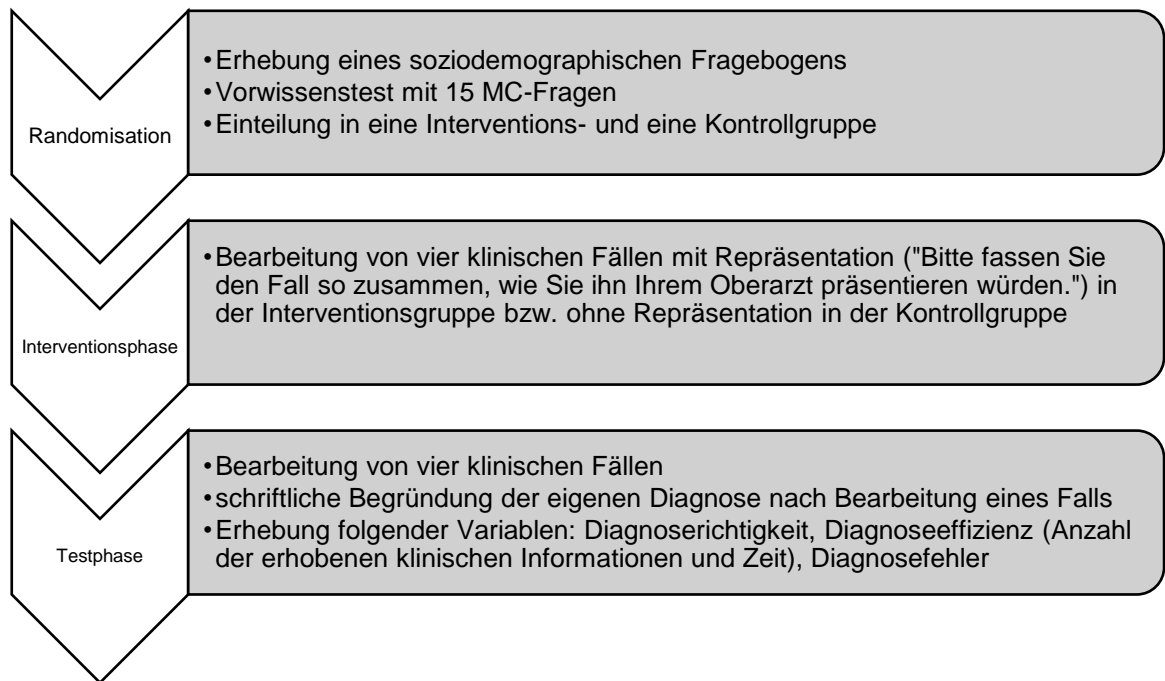 Randomisation
•Erhebung eines soziodemographischen Fragebogens
•Vorwissenstest mit 15 MC-Fragen
•Einteilung in eine Interventions- und eine Kontrollgruppe
Interventionsphase
•Bearbeitung von vier klinischen Fällen mit Repräsentation ("Bitte fassen Sie
den Fall so zusammen, wie Sie ihn Ihrem Oberarzt präsentieren würden.") in
der Interventionsgruppe bzw. ohne Repräsentation in der Kontrollgruppe
Testphase
•Bearbeitung von vier klinischen Fällen
•schriftliche Begründung der eigenen Diagnose nach Bearbeitung eines Falls
•Erhebung folgender Variablen: Diagnoserichtigkeit, Diagnoseeffizienz (Anzahl
der erhobenen klinischen Informationen und Zeit), Diagnosefehler